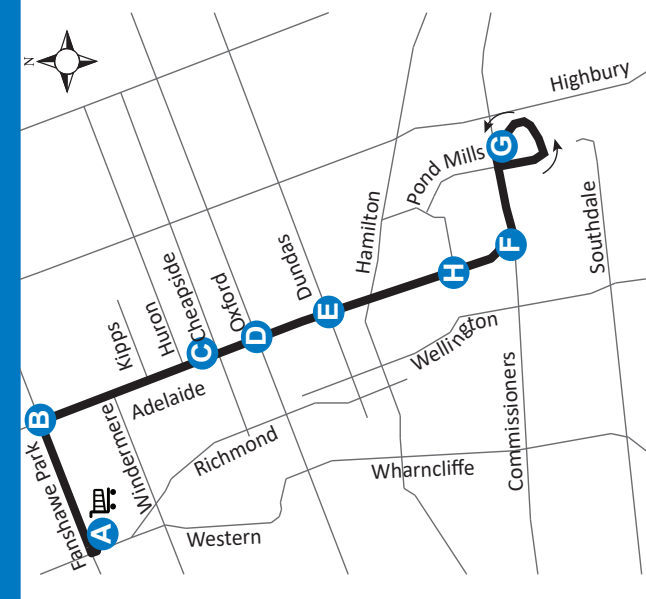 N
Highbury
Pond Mills
G
Hamilton
Southdale
Dundas
F
H
Oxford
Cheapside
Huron
Kipps
E
D
C
Wellington
B
Adelaide
Commissioners
Fanshawe Park
Windermere
Richmond
Wharncliffe
A
Western